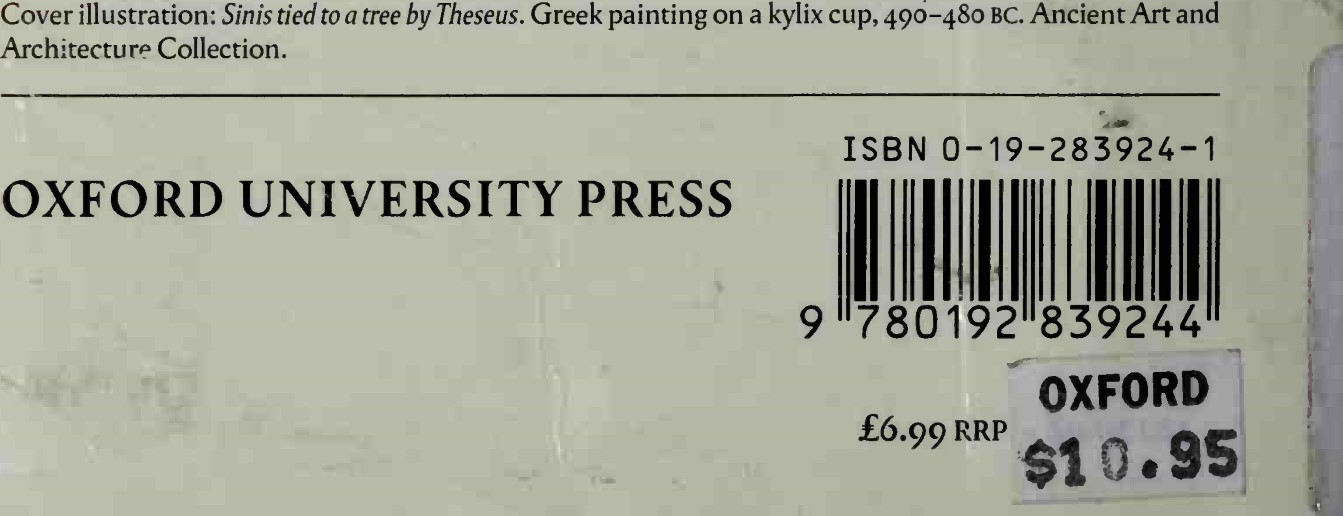 Cover illustration: Sinis tied to a tree by Theseus. Greek painting on a kylix cup, 490–480 BC. Ancient Art and
Architecture Collection.
ISBN 0-19-283924-1
OXFORD UNIVERSITY PRESS
9 780192 839244
£6.99 RRP
OXFORD
$10.95